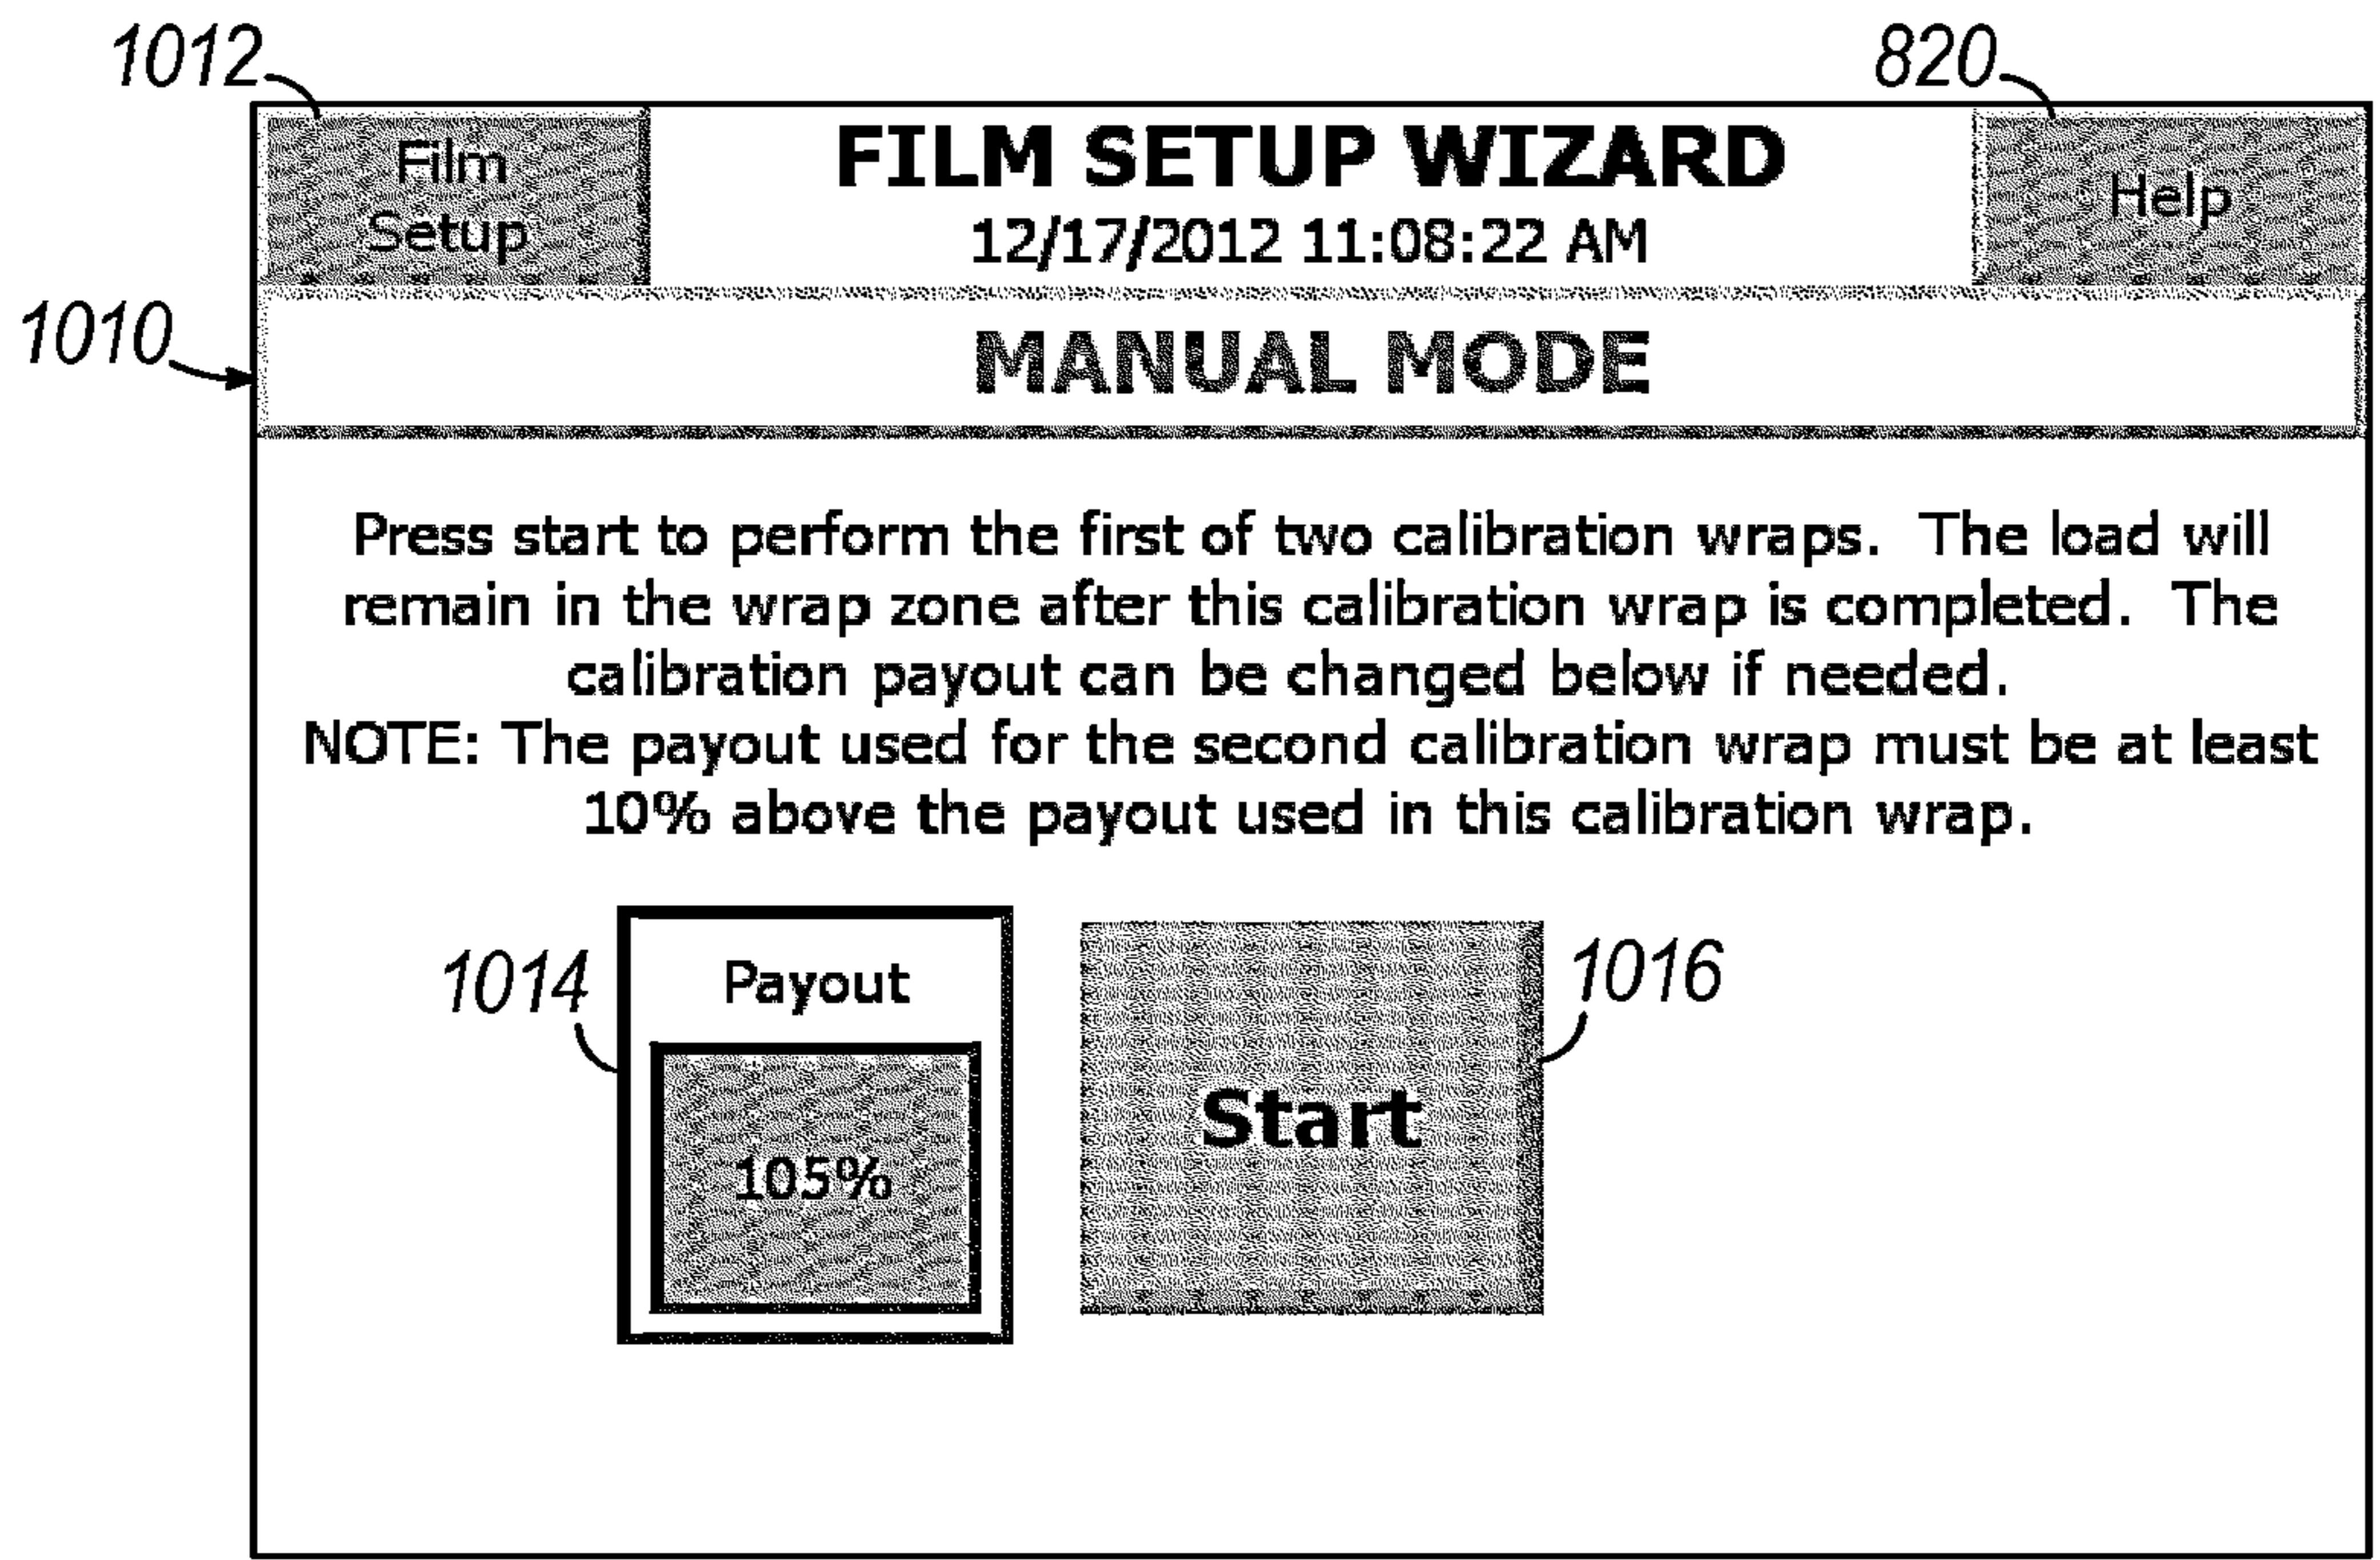 1012
820
Film
Setup
FILM SETUP WIZARD
12/17/2012 11:08:22 AM
Help
1010
MANUAL MODE
Press start to perform the first of two calibration wraps. The load will
remain in the wrap zone after this calibration wrap is completed. The
calibration payout can be changed below if needed.
NOTE: The payout used for the second calibration wrap must be at least
10% above the payout used in this calibration wrap.
1014
Payout
105%
Start
1016